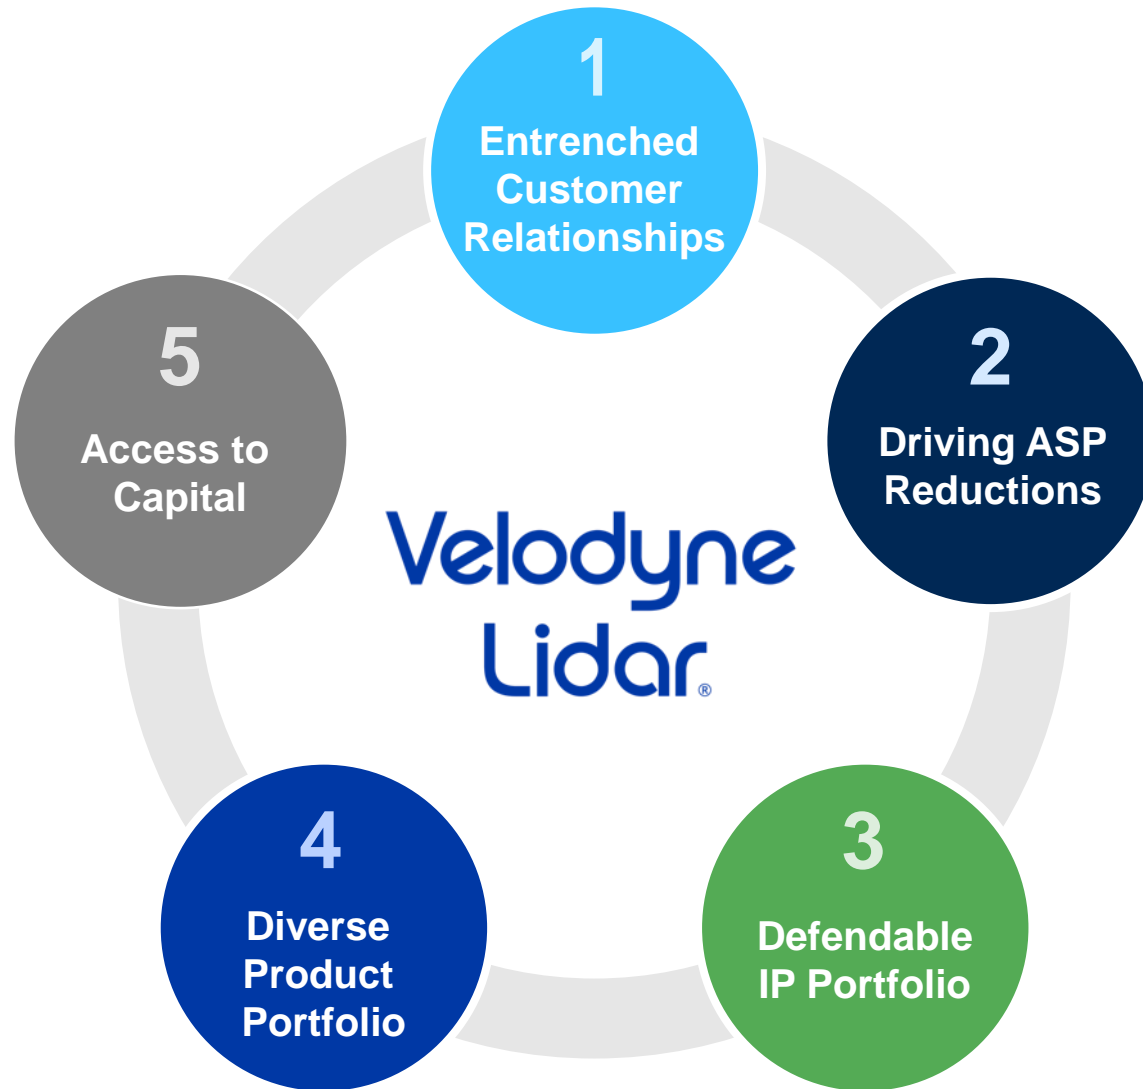 1
Entrenched
Customer
Relationships
2
Driving ASP
Reductions
3
Defendable
IP Portfolio
4
Diverse
Product
Portfolio
5
Access to
Capital
Velodyne
Lidar®